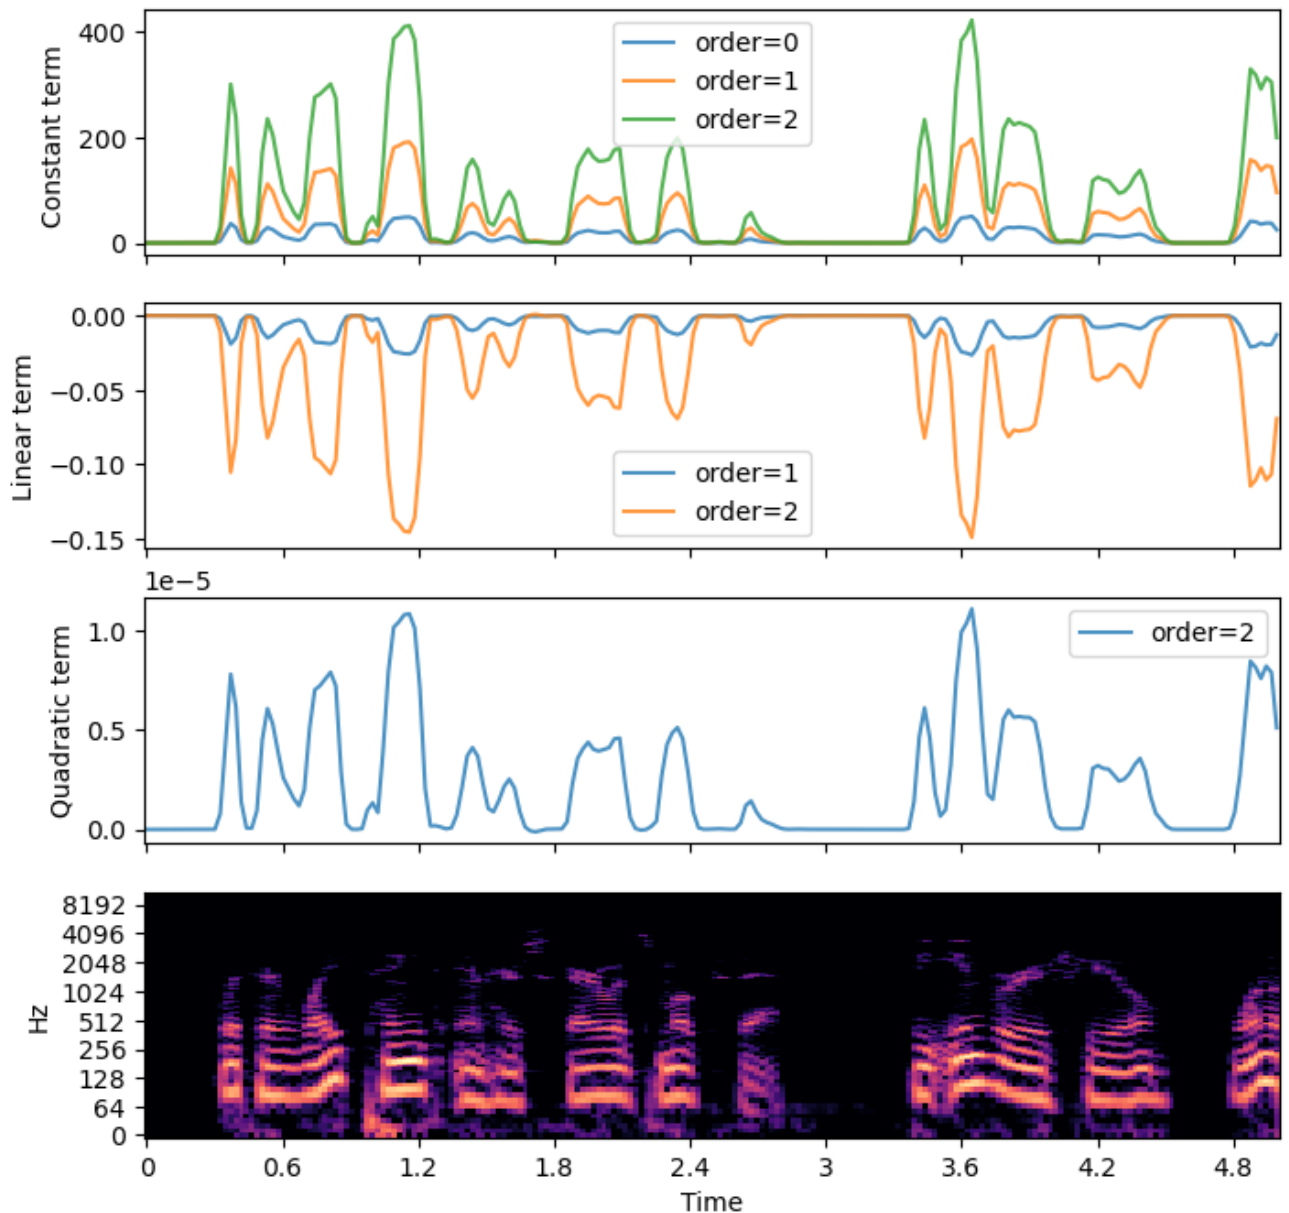 Constant term
400
200
0
order=0
order=1
order=2
Linear term
0.00
−0.05
−0.10
−0.15
order=1
order=2
1e−5
Quadratic term
1.0
0.5
0.0
order=2
Hz
8192
4096
2048
1024
512
256
128
64
0
0 0.6 1.2 1.8 2.4 3 3.6 4.2 4.8
Time